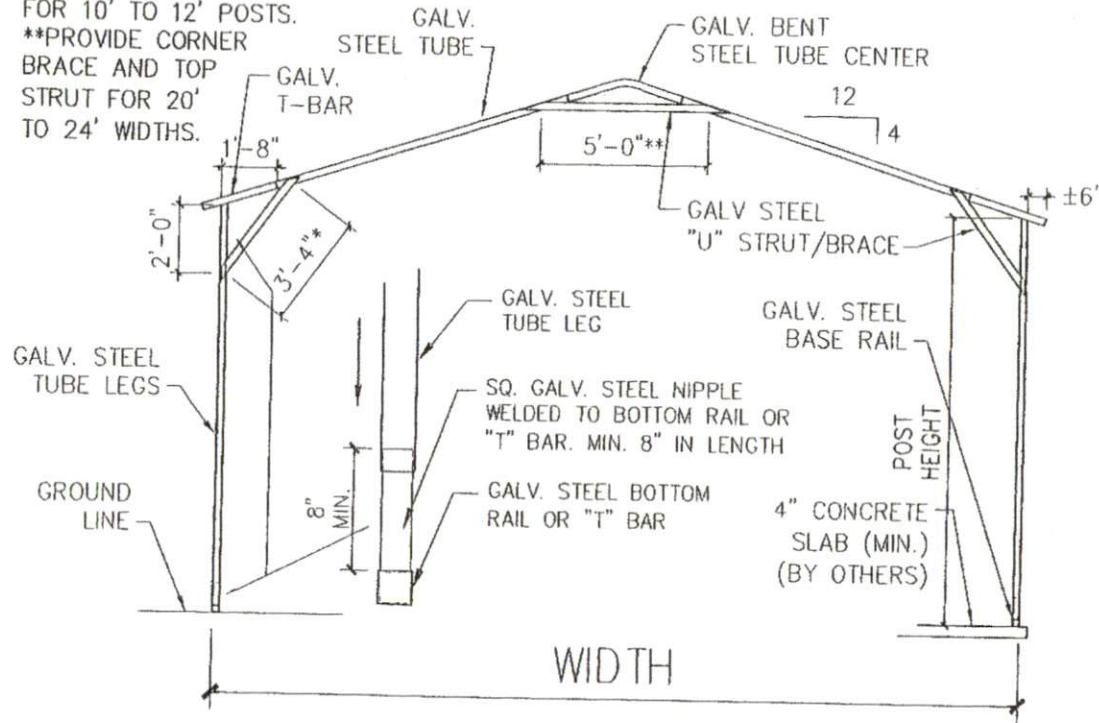 FOR 10' TO 12' POSTS.
**PROVIDE CORNER
BRACE AND TOP
STRUT FOR 20'
TO 24' WIDTHS.
GALV.
STEEL TUBE
GALV.
T-BAR
GALV. BENT
STEEL TUBE CENTER
12
4
1'-8"
5'-0"**
±6'
2'-0"
3'-4"*
GALV STEEL
"U" STRUT/BRACE
GALV. STEEL
TUBE LEG
GALV. STEEL
BASE RAIL
GALV. STEEL
TUBE LEGS
SQ. GALV. STEEL NIPPLE
WELDED TO BOTTOM RAIL OR
"T" BAR. MIN. 8" IN LENGTH
POST
HEIGHT
GROUND
LINE
8"
MIN.
GALV. STEEL BOTTOM
RAIL OR "T" BAR
4" CONCRETE
SLAB (MIN.)
(BY OTHERS)
WIDTH